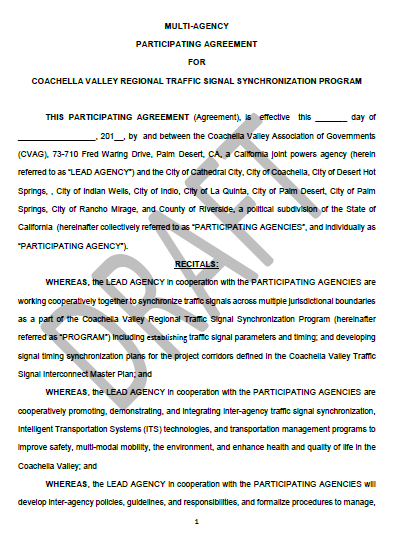 MULTI-AGENCY
PARTICIPATING AGREEMENT
FOR
COACHELLA VALLEY REGIONAL TRAFFIC SIGNAL SYNCHRONIZATION PROGRAM
THIS PARTICIPATING AGREEMENT (Agreement), is effective this _______ day of
________________, 201__, by and between the Coachella Valley Association of Governments
(CVAG), 73-710 Fred Waring Drive, Palm Desert, CA, a California joint powers agency (herein
referred to as "LEAD AGENCY") and the City of Cathedral City, City of Coachella, City of Desert Hot
Springs, , City of Indian Wells, City of Indio, City of La Quinta, City of Palm Desert, City of Palm
Springs, City of Rancho Mirage, and County of Riverside, a political subdivision of the State of
California (hereinafter collectively referred to as "PARTICIPATING AGENCIES", and individually as
"PARTICIPATING AGENCY").
RECITALS:
WHEREAS, the LEAD AGENCY in cooperation with the PARTICIPATING AGENCIES are
working cooperatively together to synchronize traffic signals across multiple jurisdictional boundaries
as a part of the Coachella Valley Regional Traffic Signal Synchronization Program (hereinafter
referred to as "PROGRAM") including establishing traffic signal parameters and timing; and developing
signal timing synchronization plans for the project corridors defined in the Coachella Valley Traffic
Signal Interconnect Master Plan; and
WHEREAS, the LEAD AGENCY in cooperation with the PARTICIPATING AGENCIES are
cooperatively promoting, demonstrating, and integrating inter-agency traffic signal synchronization,
Intelligent Transportation Systems (ITS) technologies, and transportation management programs to
improve safety, multi-modal mobility, the environment, and enhance health and quality of life in the
Coachella Valley; and
WHEREAS, the LEAD AGENCY in cooperation with the PARTICIPATING AGENCIES will
develop inter-agency policies, guidelines, and responsibilities, and formalize procedures to manage,
1
DRAFT